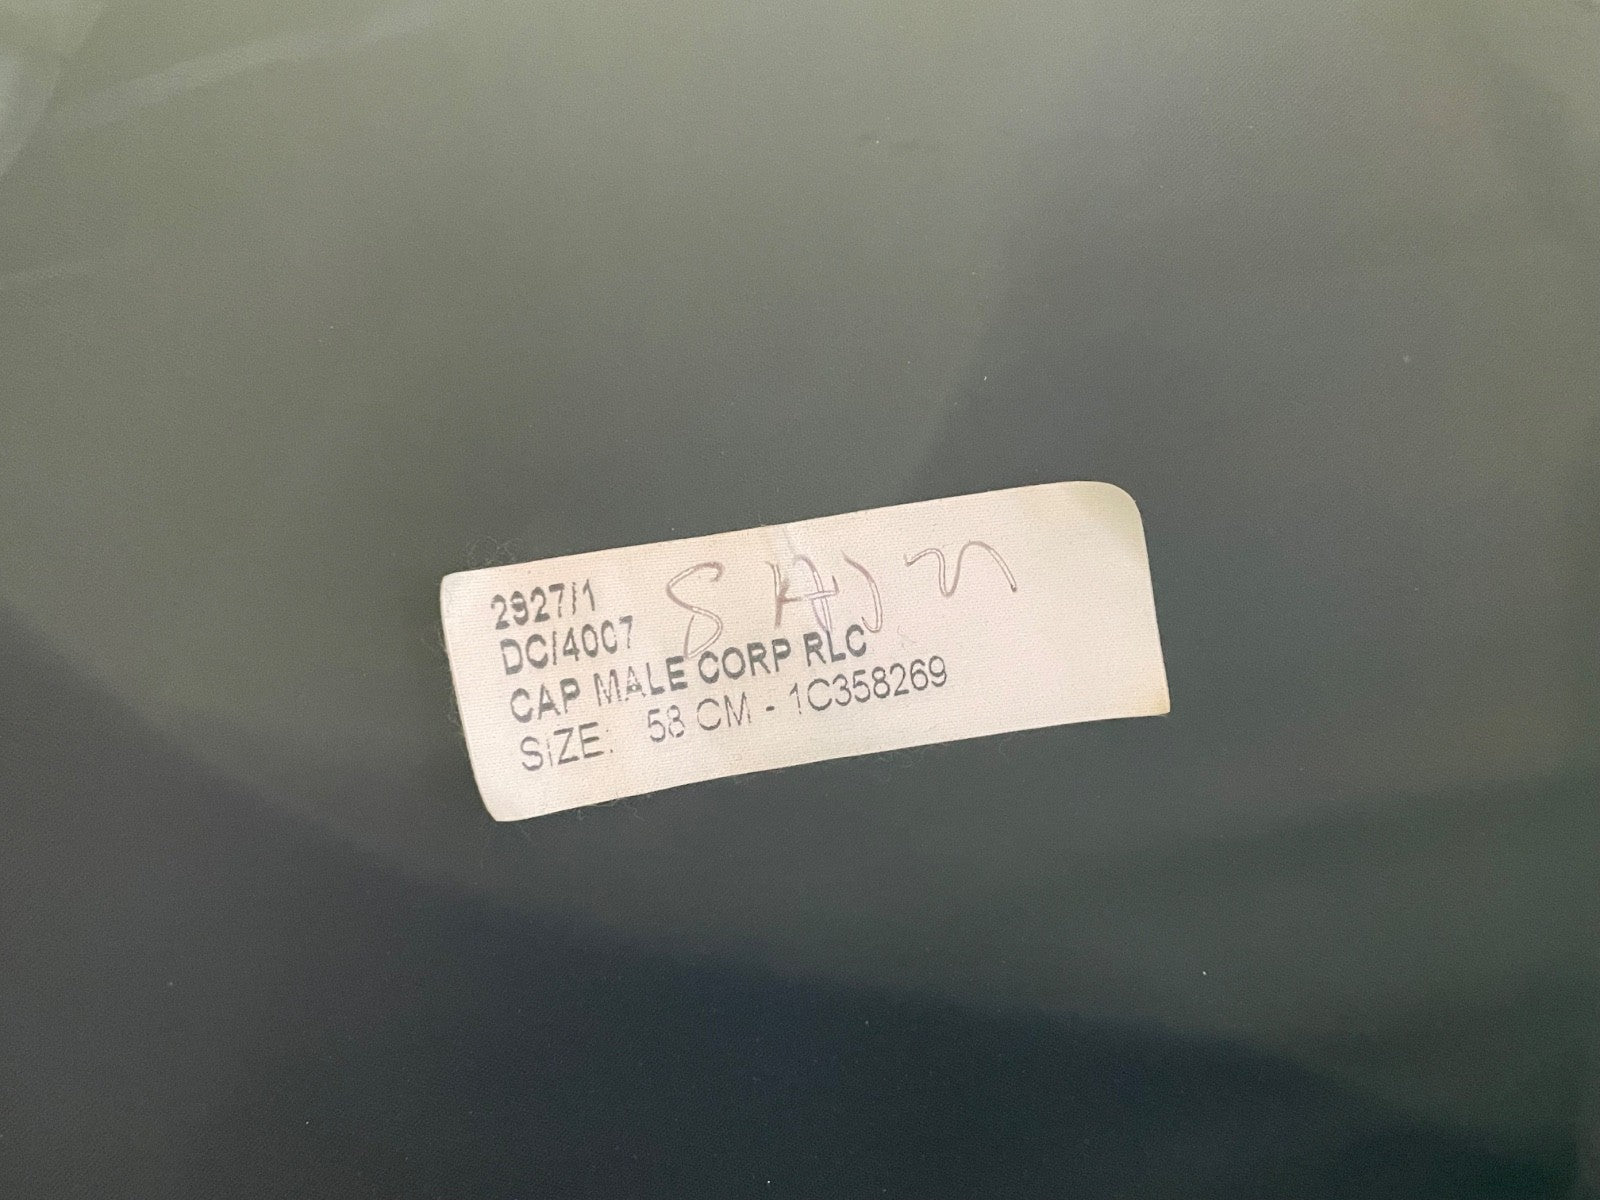 2927/1
DC/4007
CAP MALE CORP RLC
SIZE: 58 CM - 1C358269